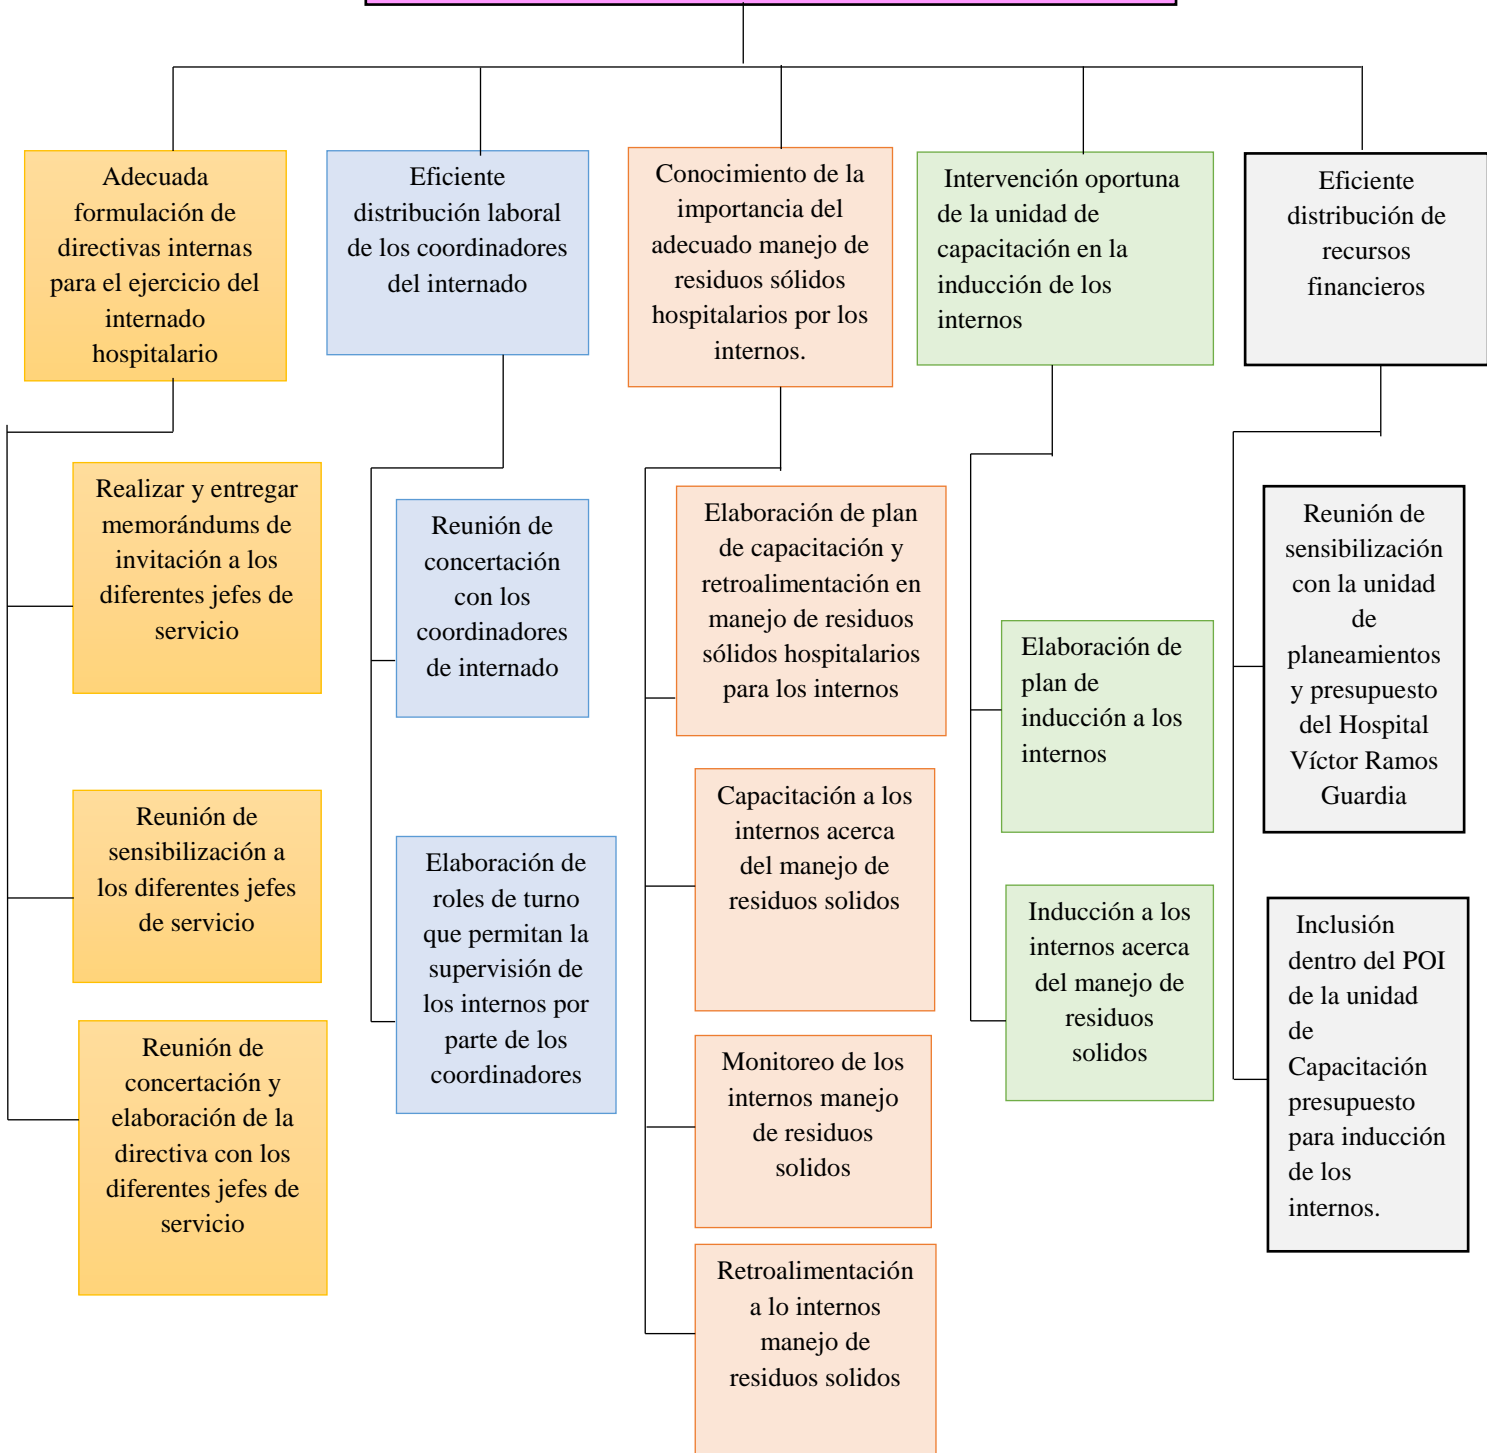 Adecuada
formulación de
directivas internas
para el ejercicio del
internado
hospitalario
Eficiente
distribución laboral
de los coordinadores
del internado
Conocimiento de la
importancia del
adecuado manejo de
residuos sólidos
hospitalarios por los
internos.
Intervención oportuna
de la unidad de
capacitación en la
inducción de los
internos
Eficiente
distribución de
recursos
financieros
Realizar y entregar
memorándums de
invitación a los
diferentes jefes de
servicio
Reunión de
sensibilización a
los diferentes jefes
de servicio
Reunión de
concertación y
elaboración de la
directiva con los
diferentes jefes de
servicio
Reunión de
concertación
con los
coordinadores
de internado
Elaboración de
roles de turno
que permitan la
supervisión de
los internos por
parte de los
coordinadores
Elaboración de plan
de capacitación y
retroalimentación en
manejo de residuos
sólidos hospitalarios
para los internos
Capacitación a los
internos acerca
del manejo de
residuos solidos
Monitoreo de los
internos manejo
de residuos
solidos
Retroalimentación
a lo internos
manejo de
residuos solidos
Elaboración de
plan de
inducción a los
internos
Inducción a los
internos acerca
del manejo de
residuos
solidos
Reunión de
sensibilización
con la unidad
de
planeamientos
y presupuesto
del Hospital
Víctor Ramos
Guardia
Inclusión
dentro del POI
de la unidad
de
Capacitación
presupuesto
para inducción
de los
internos.